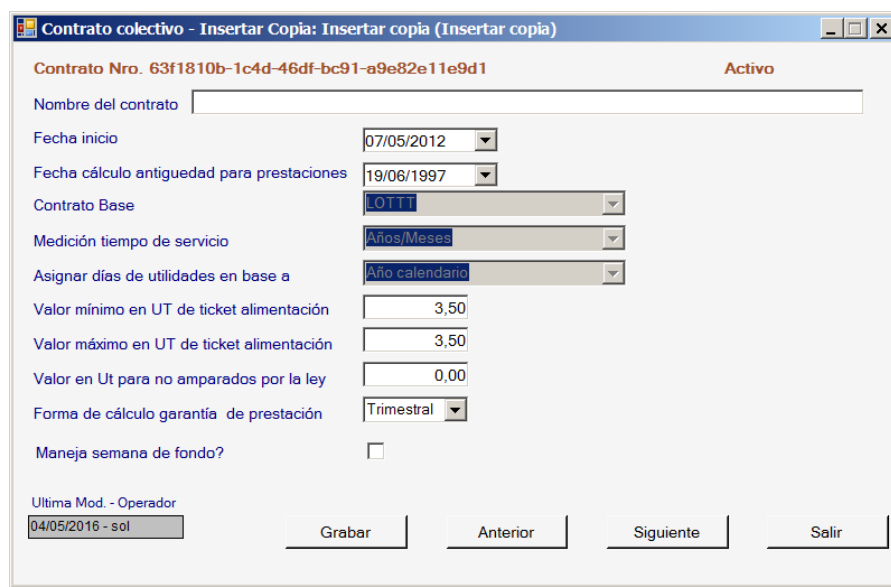 Contrato colectivo - Insertar Copia: Insertar copia (Insertar copia)
Contrato Nro. 63f1810b-1c4d-46df-bc91-a9e82e11e9d1 Activo
Nombre del contrato
Fecha inicio 07/05/2012
Fecha cálculo antiguedad para prestaciones 19/06/1997
Contrato Base LOTTT
Medición tiempo de servicio Años/Meses
Asignar días de utilidades en base a Año calendario
Valor mínimo en UT de ticket alimentación 3,50
Valor máximo en UT de ticket alimentación 3,50
Valor en Ut para no amparados por la ley 0,00
Forma de cálculo garantía de prestación Trimestral
Maneja semana de fondo?
Ultima Mod. - Operador
04/05/2016 - sol
Grabar Anterior Siguiente Salir